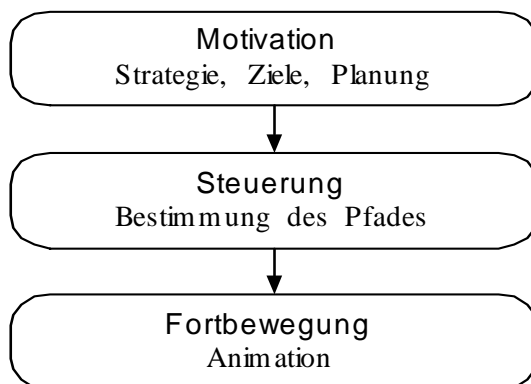 Motivation
Strategie, Ziele, Planung
Steuerung
Bestimmung des Pfades
Fortbewegung
Animation